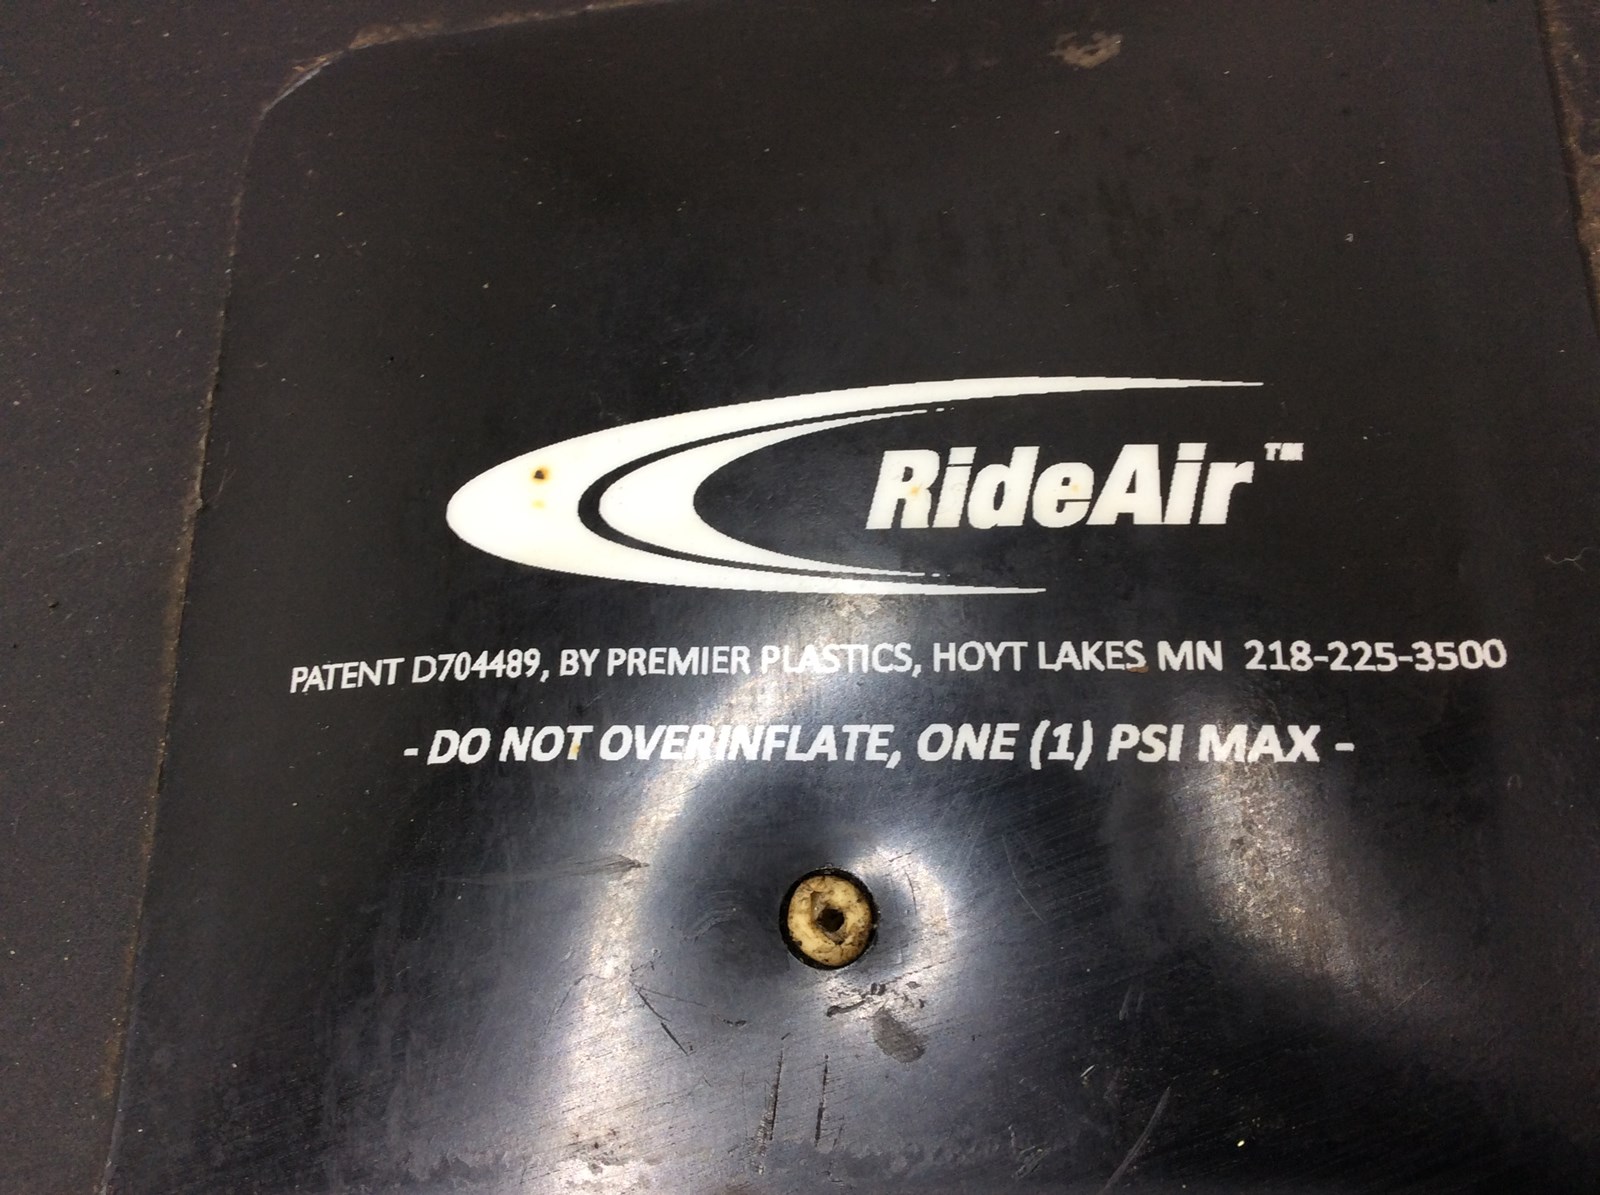 RideAir™
PATENT D704489, BY PREMIER PLASTICS, HOYT LAKES MN 218-225-3500
- DO NOT OVERINFLATE, ONE (1) PSI MAX -